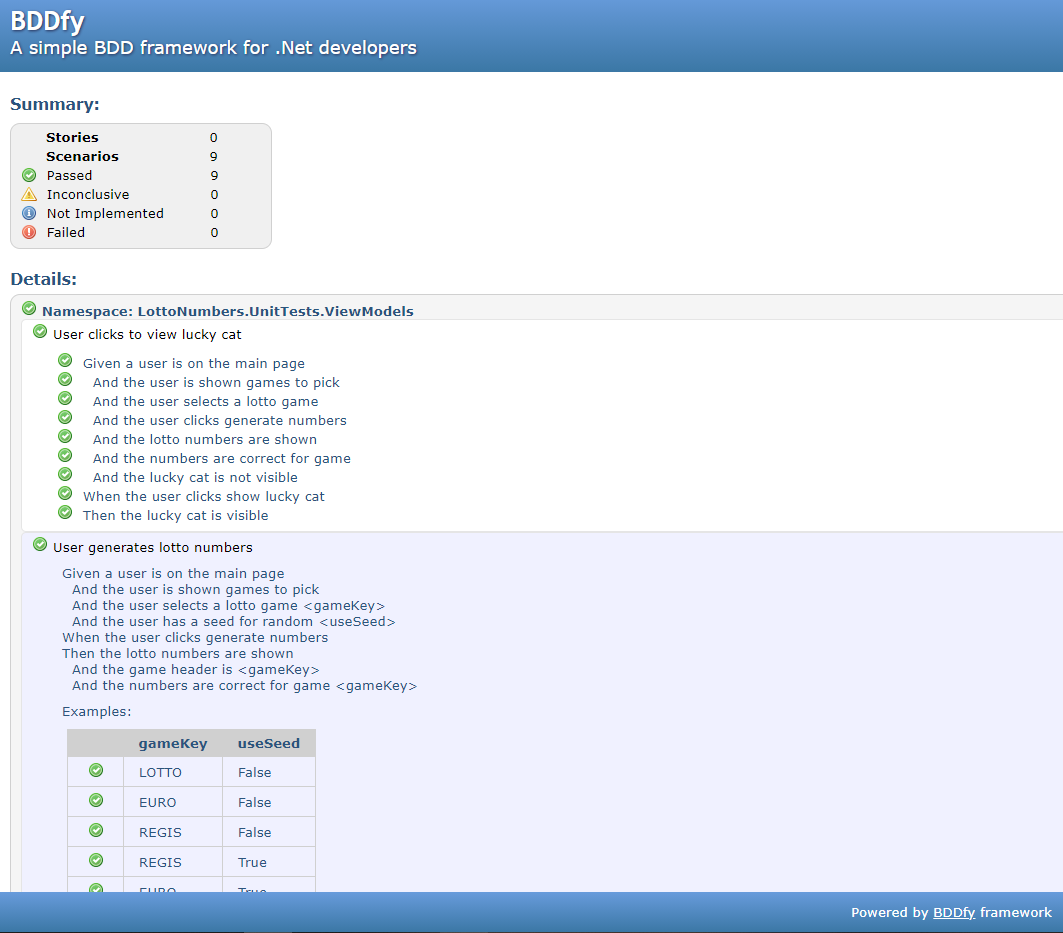 BDDfy
A simple BDD framework for .Net developers
Summary:
Stories 0
Scenarios 9
Passed 9
Inconclusive 0
Not Implemented 0
Failed 0
Details:
Namespace: LottoNumbers.UnitTests.ViewModels
User clicks to view lucky cat
Given a user is on the main page
And the user is shown games to pick
And the user selects a lotto game
And the user clicks generate numbers
And the lotto numbers are shown
And the numbers are correct for game
And the lucky cat is not visible
When the user clicks show lucky cat
Then the lucky cat is visible
User generates lotto numbers
Given a user is on the main page
And the user is shown games to pick
And the user selects a lotto game <gameKey>
And the user has a seed for random <useSeed>
When the user clicks generate numbers
Then the lotto numbers are shown
And the game header is <gameKey>
And the numbers are correct for game <gameKey>
Examples:
gameKey useSeed
LOTTO False
EURO False
REGIS False
REGIS True
EURO True
Powered by BDDfy framework